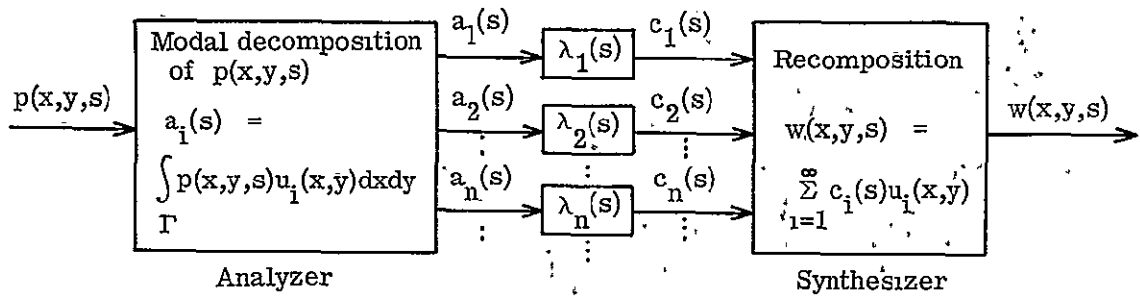 Modal decomposition
of p(x,y,s)
a_i(s) =
∫ p(x,y,s)u_i(x,y)dxdy
Γ
Analyzer
p(x,y,s)
a_1(s)
λ_1(s)
c_1(s)
a_2(s)
λ_2(s)
c_2(s)
a_n(s)
λ_n(s)
c_n(s)
Recomposition
w(x,y,s) =
∞
Σ c_i(s)u_i(x,y)
i=1
Synthesizer
w(x,y,s)